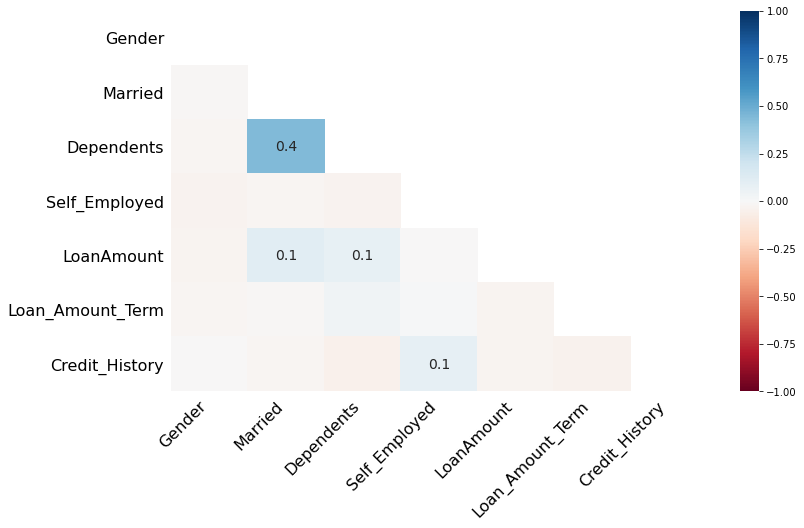 Gender
Married
Dependents
0.4
Self_Employed
LoanAmount
0.1
0.1
Loan_Amount_Term
Credit_History
0.1
Gender
Married
Dependents
Self_Employed
LoanAmount
Loan_Amount_Term
Credit_History
1.00
0.75
0.50
0.25
0.00
−0.25
−0.50
−0.75
−1.00